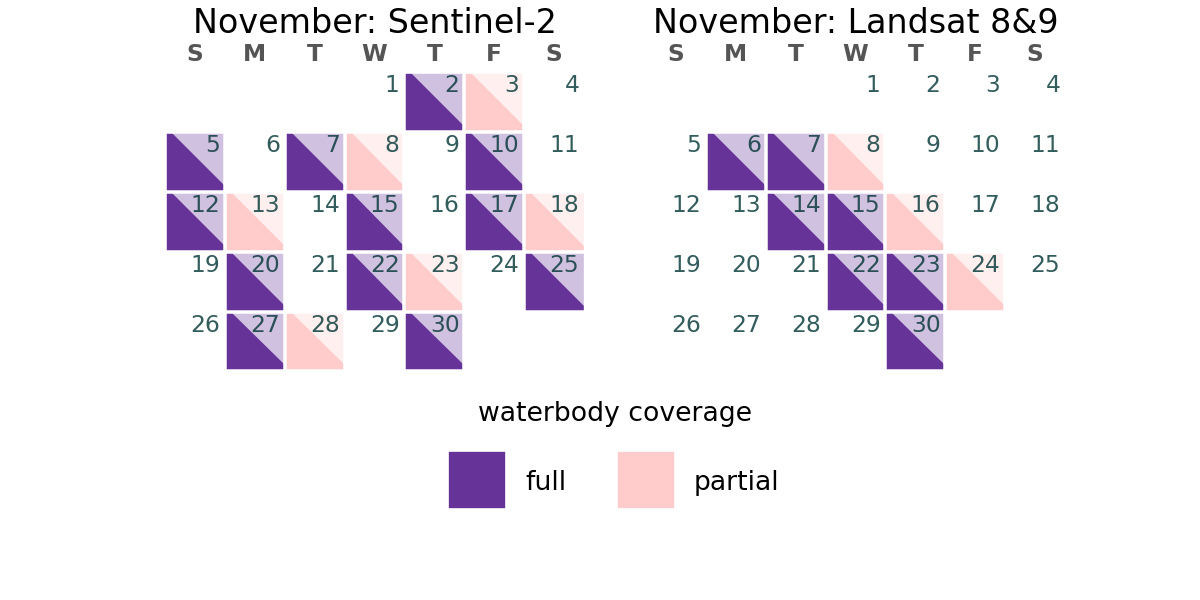 November: Sentinel-2
S M T W T F S
1 2 3 4
5 6 7 8 9 10 11
12 13 14 15 16 17 18
19 20 21 22 23 24 25
26 27 28 29 30
November: Landsat 8&9
S M T W T F S
1 2 3 4
5 6 7 8 9 10 11
12 13 14 15 16 17 18
19 20 21 22 23 24 25
26 27 28 29 30
waterbody coverage
full partial